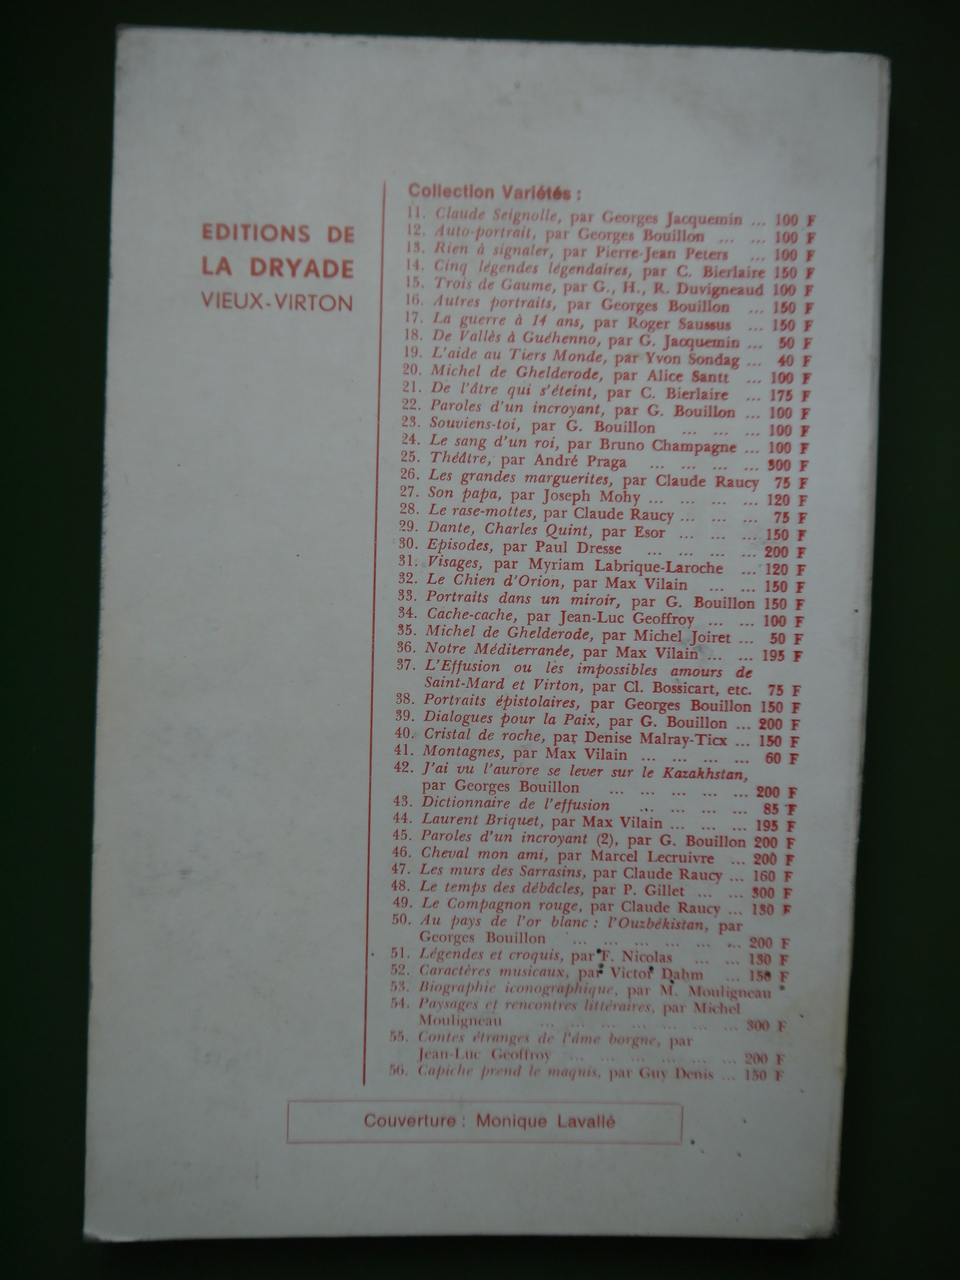 EDITIONS DE
LA DRYADE
VIEUX-VIRTON
Collection Variétés :
11. Claude Seignolle, par Georges Jacquemin ... 100 F
12. Auto-portrait, par Georges Bouillon ... ... 100 F
13. Rien à signaler, par Pierre-Jean Peters ... 100 F
14. Cinq légendes légendaires, par C. Bierlaire 150 F
15. Trois de Gaume, par G., H., R. Duvigneaud 100 F
16. Autres portraits, par Georges Bouillon ... 150 F
17. La guerre à 14 ans, par Roger Saussus ... 150 F
18. De Vallès à Guéhenno, par G. Jacquemin ... 50 F
19. L'aide au Tiers Monde, par Yvon Sondag ... 40 F
20. Michel de Ghelderode, par Alice Santt ... 100 F
21. De l'âtre qui s'éteint, par C. Bierlaire ... 175 F
22. Paroles d'un incroyant, par G. Bouillon ... 100 F
23. Souviens-toi, par G. Bouillon ... ... ... 100 F
24. Le sang d'un roi, par Bruno Champagne ... 100 F
25. Théâtre, par André Praga ... ... ... ... 300 F
26. Les grandes marguerites, par Claude Raucy 75 F
27. Son papa, par Joseph Mohy ... ... ... ... 120 F
28. Le rase-mottes, par Claude Raucy ... ... ... 75 F
29. Dante, Charles Quint, par Esor ... ... ... 150 F
30. Episodes, par Paul Dresse ... ... ... ... 200 F
31. Visages, par Myriam Labrique-Laroche ... 120 F
32. Le Chien d'Orion, par Max Vilain ... ... 150 F
33. Portraits dans un miroir, par G. Bouillon 150 F
34. Cache-cache, par Jean-Luc Geoffroy ... ... 100 F
35. Michel de Ghelderode, par Michel Joiret ... 50 F
36. Notre Méditerranée, par Max Vilain ... ... 195 F
37. L'Effusion ou les impossibles amours de
Saint-Mard et Virton, par Cl. Bossicart, etc. 75 F
38. Portraits épistolaires, par Georges Bouillon 150 F
39. Dialogues pour la Paix, par G. Bouillon ... 200 F
40. Cristal de roche, par Denise Malray-Ticx ... 150 F
41. Montagnes, par Max Vilain ... ... ... ... 60 F
42. J'ai vu l'aurore se lever sur le Kazakhstan,
par Georges Bouillon ... ... ... ... ... 200 F
43. Dictionnaire de l'effusion ... ... ... ... 85 F
44. Laurent Briquet, par Max Vilain ... ... ... 195 F
45. Paroles d'un incroyant (2), par G. Bouillon 200 F
46. Cheval mon ami, par Marcel Lecruivre ... 200 F
47. Les murs des Sarrasins, par Claude Raucy ... 160 F
48. Le temps des débâcles, par P. Gillet ... ... 300 F
49. Le Compagnon rouge, par Claude Raucy ... 130 F
50. Au pays de l'or blanc : l'Ouzbékistan, par
Georges Bouillon ... ... ... ... ... ... 200 F
51. Légendes et croquis, par F. Nicolas ... ... 130 F
52. Caractères musicaux, par Victor Dahm ... 150 F
53. Biographie iconographique, par M. Mouligneau
54. Paysages et rencontres littéraires, par Michel
Mouligneau ... ... ... ... ... ... ... 300 F
55. Contes étranges de l'âme borgne, par
Jean-Luc Geoffroy ... ... ... ... ... ... 200 F
56. Capiche prend le maquis, par Guy Denis ... 150 F
Couverture : Monique Lavallé